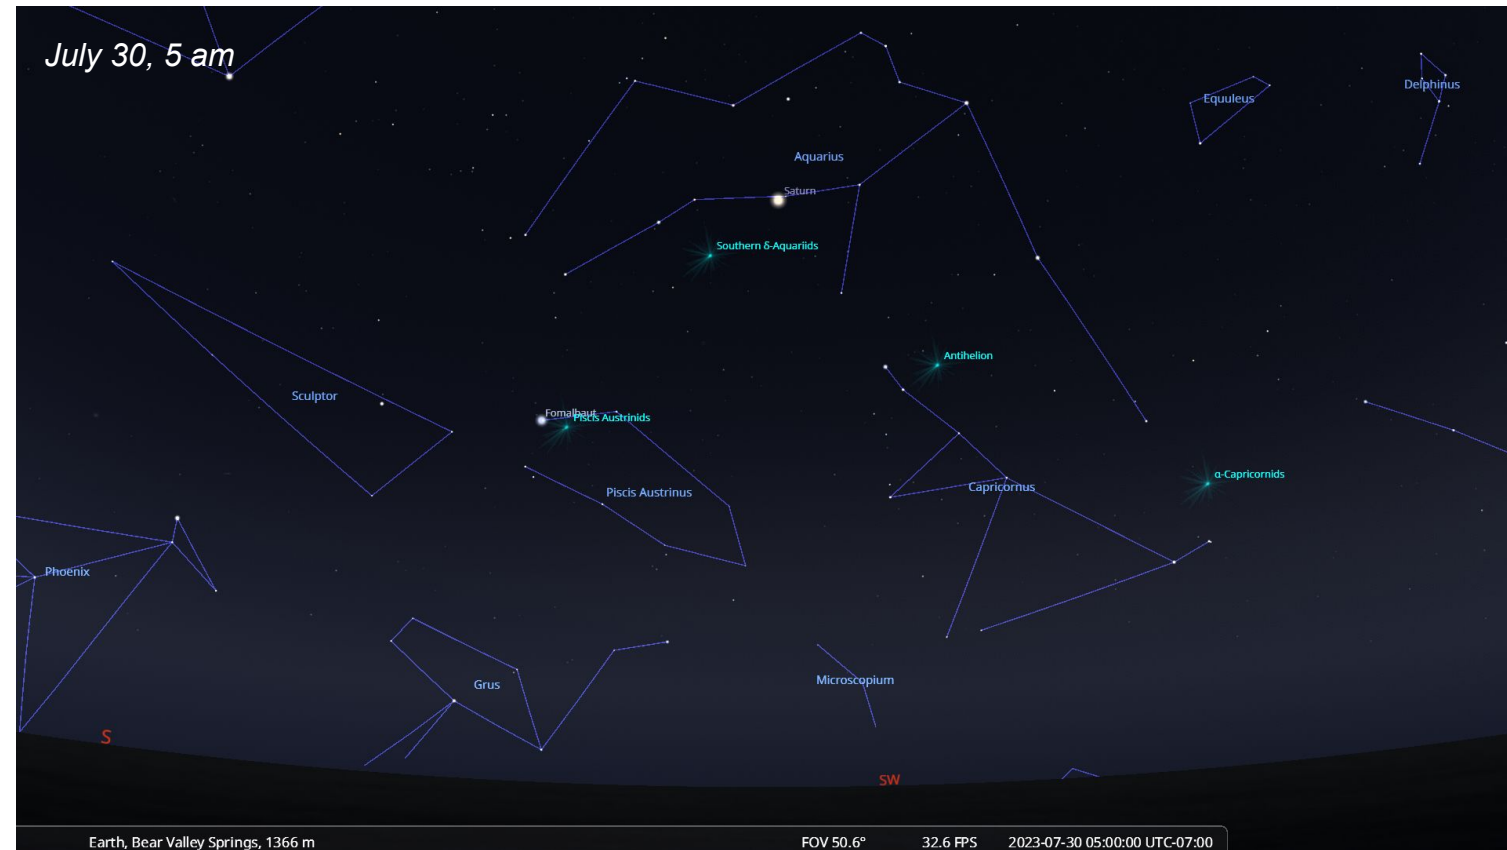 July 30, 5 am
Delphinus
Equuleus
Aquarius
Saturn
Southern δ-Aquariids
Antihelion
Sculptor
Fomalhaut
Piscis Austrinids
α-Capricornids
Capricornus
Piscis Austrinus
Phoenix
Microscopium
Grus
S
SW
Earth, Bear Valley Springs, 1366 m FOV 50.6° 32.6 FPS 2023-07-30 05:00:00 UTC-07:00